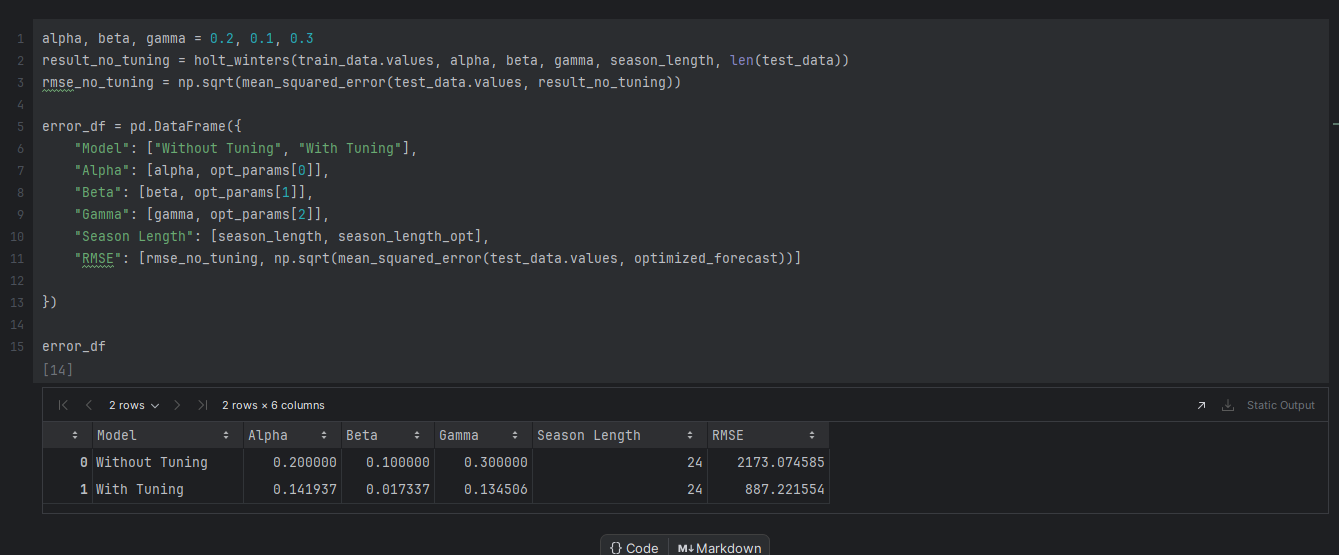 1 alpha, beta, gamma = 0.2, 0.1, 0.3
2 result_no_tuning = holt_winters(train_data.values, alpha, beta, gamma, season_length, len(test_data))
3 rmse_no_tuning = np.sqrt(mean_squared_error(test_data.values, result_no_tuning))
4
5 error_df = pd.DataFrame({
6     "Model": ["Without Tuning", "With Tuning"],
7     "Alpha": [alpha, opt_params[0]],
8     "Beta": [beta, opt_params[1]],
9     "Gamma": [gamma, opt_params[2]],
10     "Season Length": [season_length, season_length_opt],
11     "RMSE": [rmse_no_tuning, np.sqrt(mean_squared_error(test_data.values, optimized_forecast))]
12
13 })
14
15 error_df
[14]
2 rows 2 rows × 6 columns Static Output
Model Alpha Beta Gamma Season Length RMSE
0 Without Tuning 0.200000 0.100000 0.300000 24 2173.074585
1 With Tuning 0.141937 0.017337 0.134506 24 887.221554
{} Code M↓ Markdown